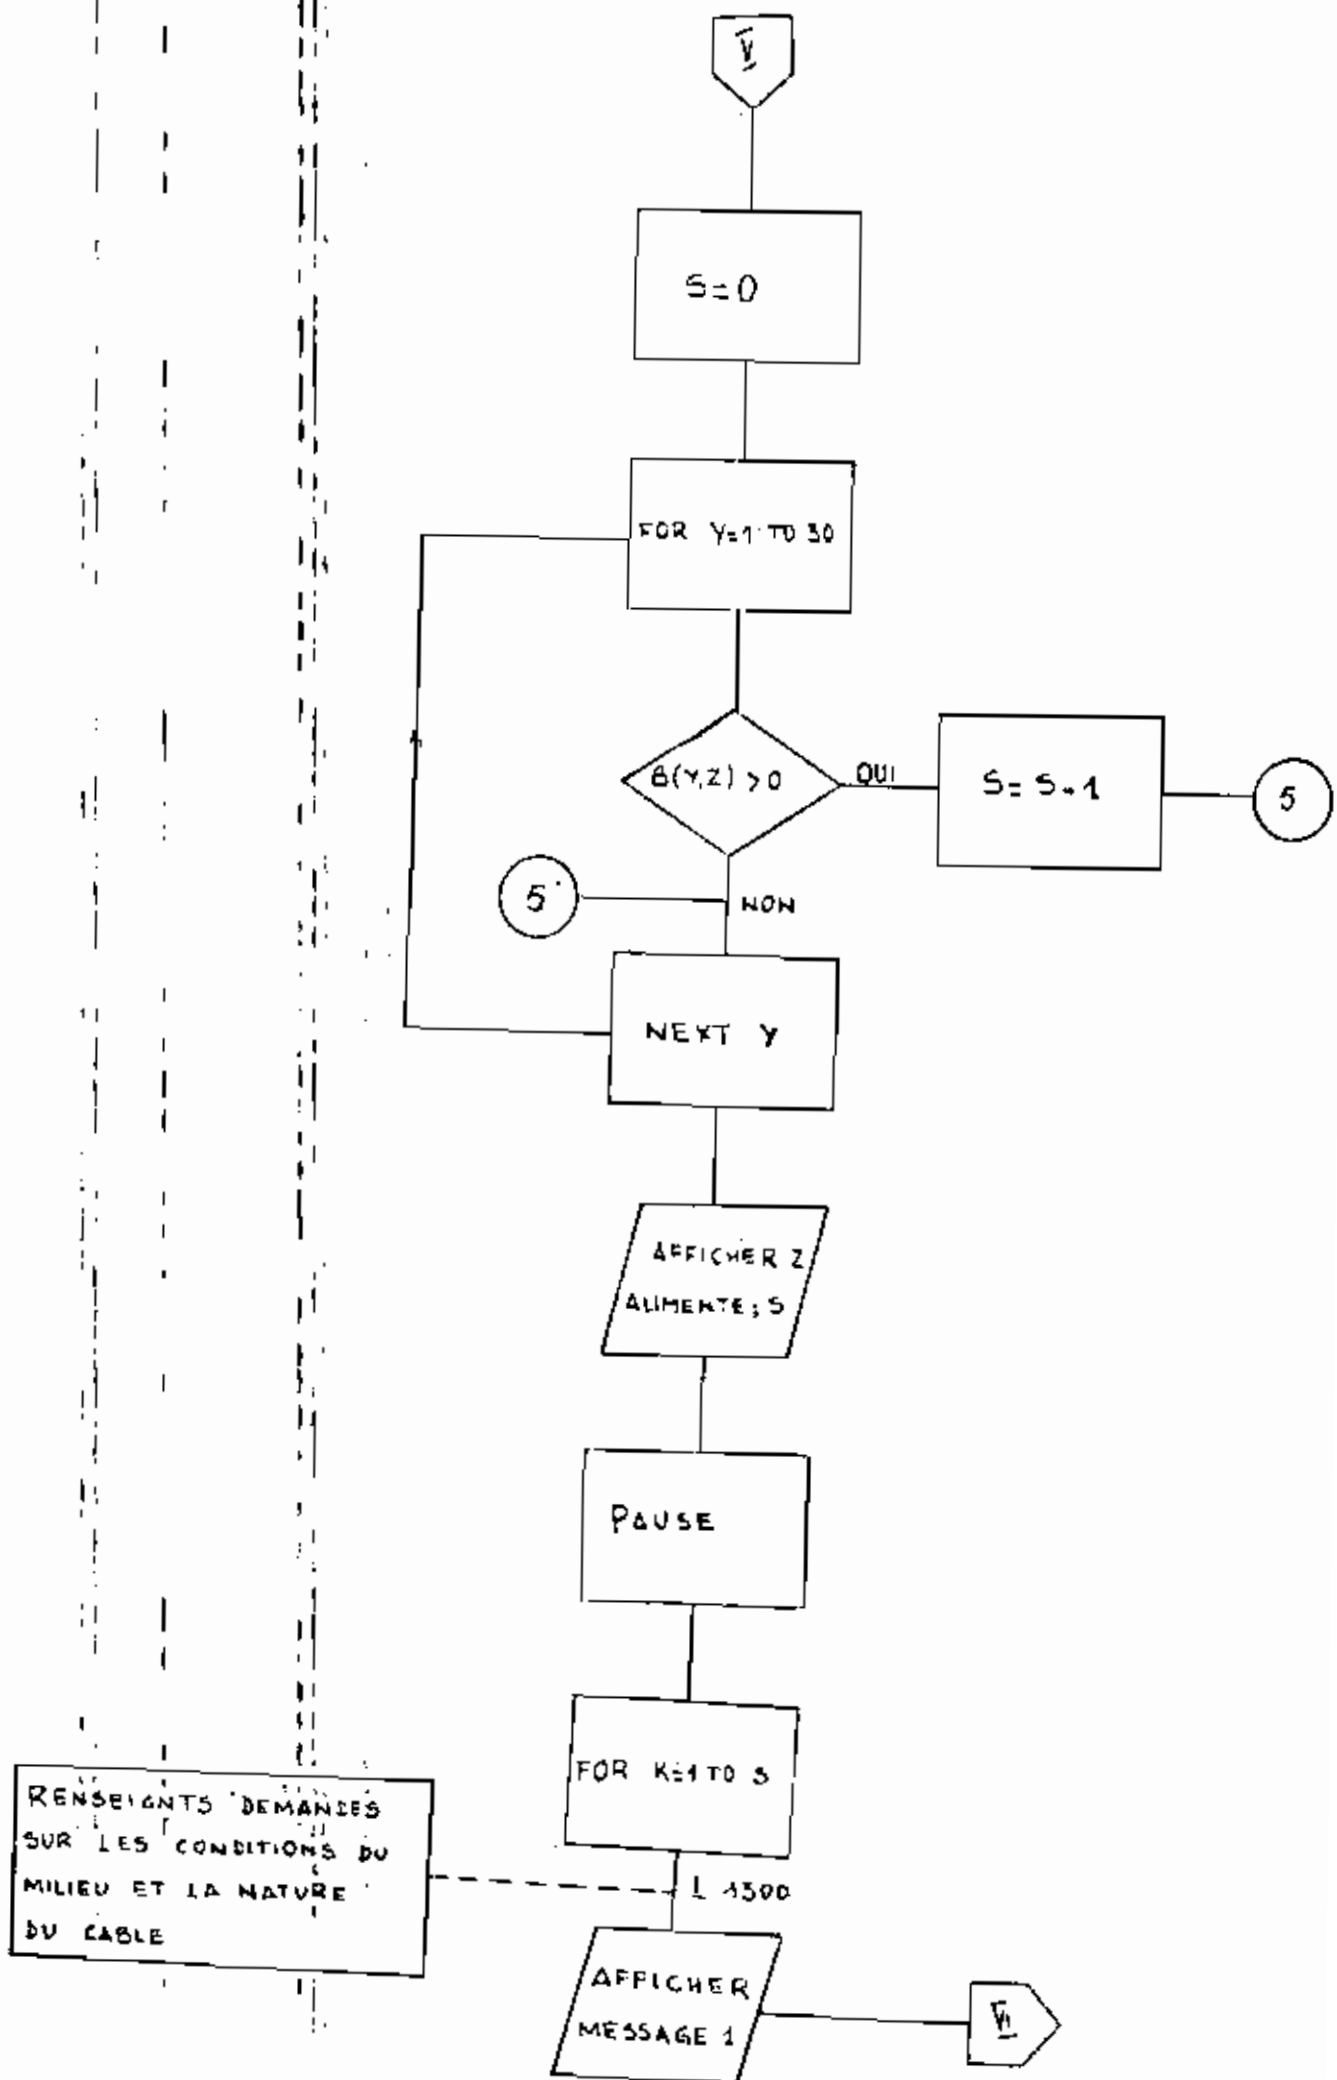 V
S=0
FOR Y=1 TO 30
B(Y,Z) > 0
OUI
S= S+1
5
5
NON
NEXT Y
AFFICHER Z
ALIMENTE ; S
PAUSE
FOR K=1 TO S
RENSEIGNTS DEMANDES
SUR LES CONDITIONS DU
MILIEU ET LA NATURE
DU CABLE
L 1500
AFFICHER
MESSAGE 1
VI